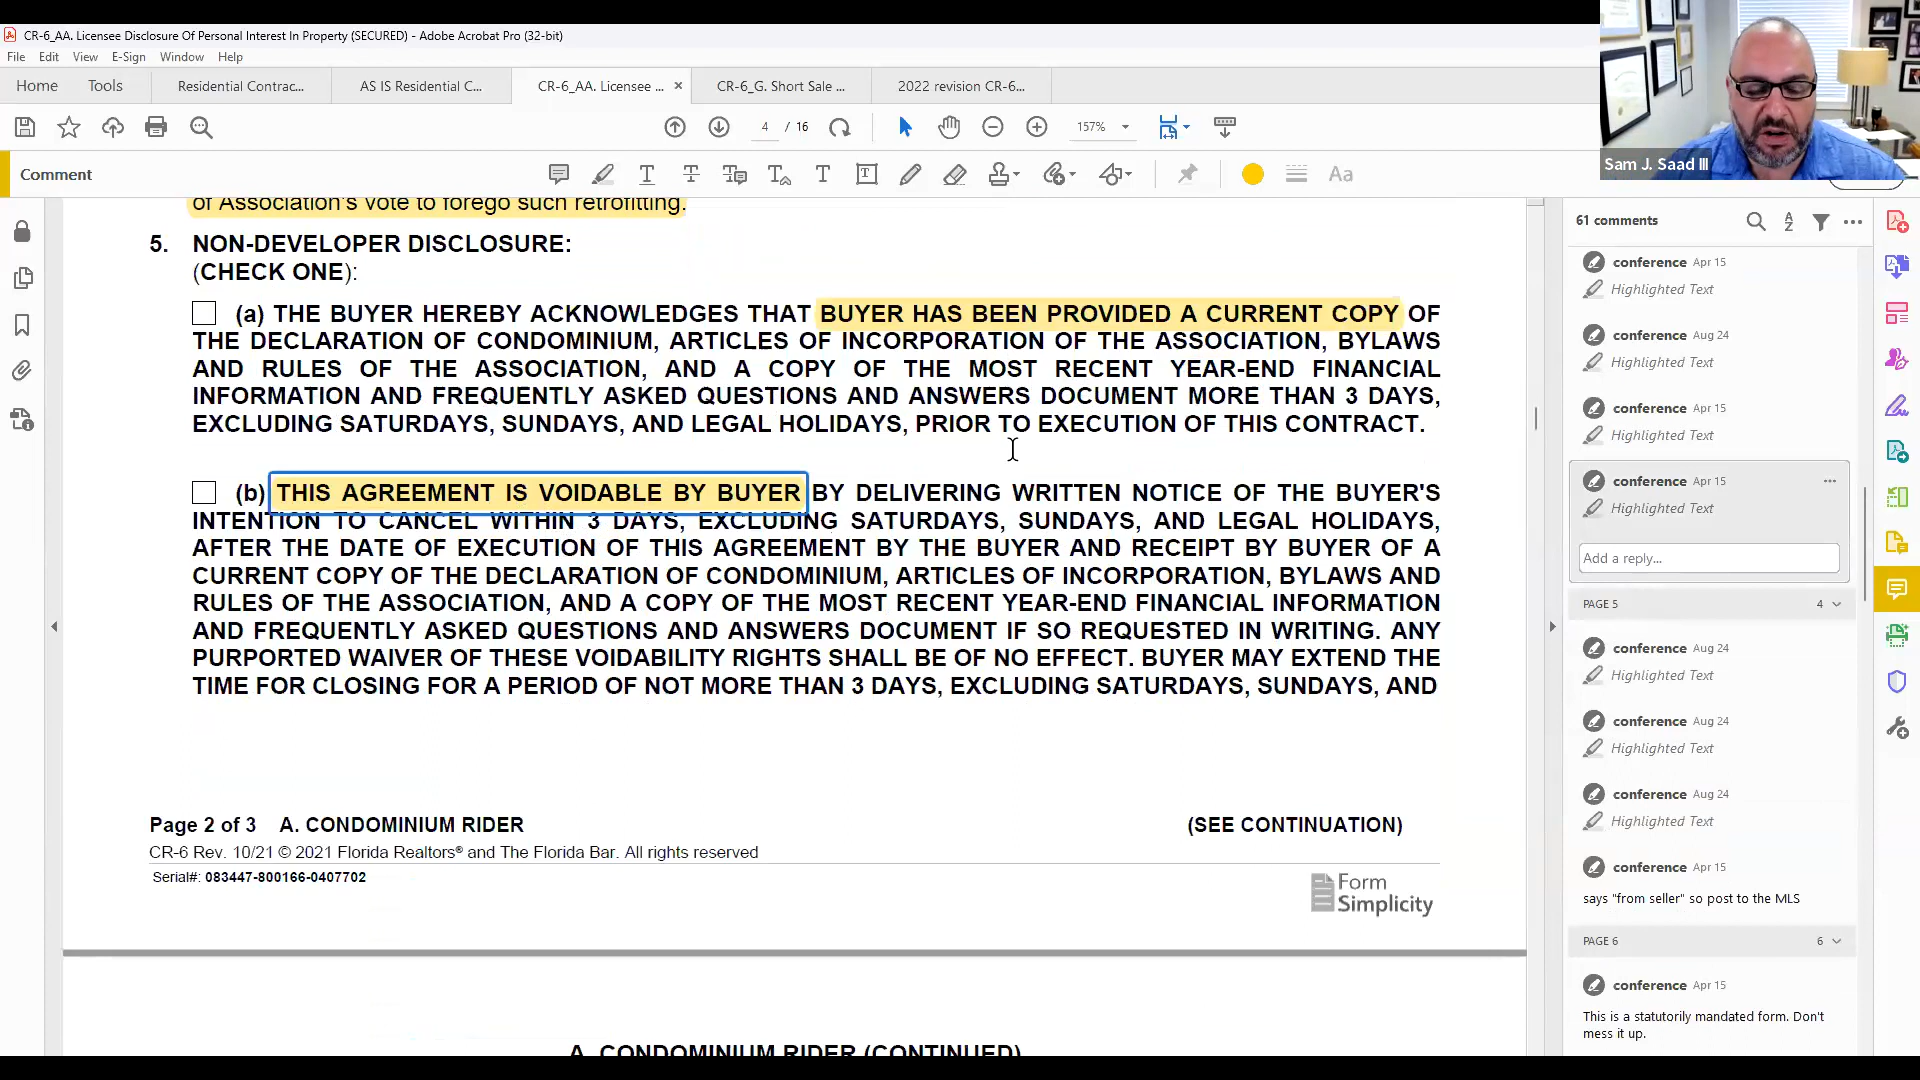 CR-6_AA. Licensee Disclosure Of Personal Interest In Property (SECURED) - Adobe Acrobat Pro (32-bit)
File Edit View E-Sign Window Help
Home Tools Residential Contrac... AS IS Residential C... CR-6_AA. Licensee ... × CR-6_G. Short Sale ... 2022 revision CR-6...
4 / 16 157%
Comment
Sam J. Saad III
of Association's vote to forego such retrofitting.
5. NON-DEVELOPER DISCLOSURE:
(CHECK ONE):
(a) THE BUYER HEREBY ACKNOWLEDGES THAT BUYER HAS BEEN PROVIDED A CURRENT COPY OF
THE DECLARATION OF CONDOMINIUM, ARTICLES OF INCORPORATION OF THE ASSOCIATION, BYLAWS
AND RULES OF THE ASSOCIATION, AND A COPY OF THE MOST RECENT YEAR-END FINANCIAL
INFORMATION AND FREQUENTLY ASKED QUESTIONS AND ANSWERS DOCUMENT MORE THAN 3 DAYS,
EXCLUDING SATURDAYS, SUNDAYS, AND LEGAL HOLIDAYS, PRIOR TO EXECUTION OF THIS CONTRACT.
(b) THIS AGREEMENT IS VOIDABLE BY BUYER BY DELIVERING WRITTEN NOTICE OF THE BUYER'S
INTENTION TO CANCEL WITHIN 3 DAYS, EXCLUDING SATURDAYS, SUNDAYS, AND LEGAL HOLIDAYS,
AFTER THE DATE OF EXECUTION OF THIS AGREEMENT BY THE BUYER AND RECEIPT BY BUYER OF A
CURRENT COPY OF THE DECLARATION OF CONDOMINIUM, ARTICLES OF INCORPORATION, BYLAWS AND
RULES OF THE ASSOCIATION, AND A COPY OF THE MOST RECENT YEAR-END FINANCIAL INFORMATION
AND FREQUENTLY ASKED QUESTIONS AND ANSWERS DOCUMENT IF SO REQUESTED IN WRITING. ANY
PURPORTED WAIVER OF THESE VOIDABILITY RIGHTS SHALL BE OF NO EFFECT. BUYER MAY EXTEND THE
TIME FOR CLOSING FOR A PERIOD OF NOT MORE THAN 3 DAYS, EXCLUDING SATURDAYS, SUNDAYS, AND
Page 2 of 3 A. CONDOMINIUM RIDER (SEE CONTINUATION)
CR-6 Rev. 10/21 © 2021 Florida Realtors® and The Florida Bar. All rights reserved
Serial#: 083447-800166-0407702
Form
Simplicity
A. CONDOMINIUM RIDER (CONTINUED)
61 comments
conference Apr 15
Highlighted Text
conference Aug 24
Highlighted Text
conference Apr 15
Highlighted Text
conference Apr 15
Highlighted Text
Add a reply...
PAGE 5 4
conference Aug 24
Highlighted Text
conference Aug 24
Highlighted Text
conference Aug 24
Highlighted Text
conference Apr 15
says "from seller" so post to the MLS
PAGE 6 6
conference Apr 15
This is a statutorily mandated form. Don't
mess it up.